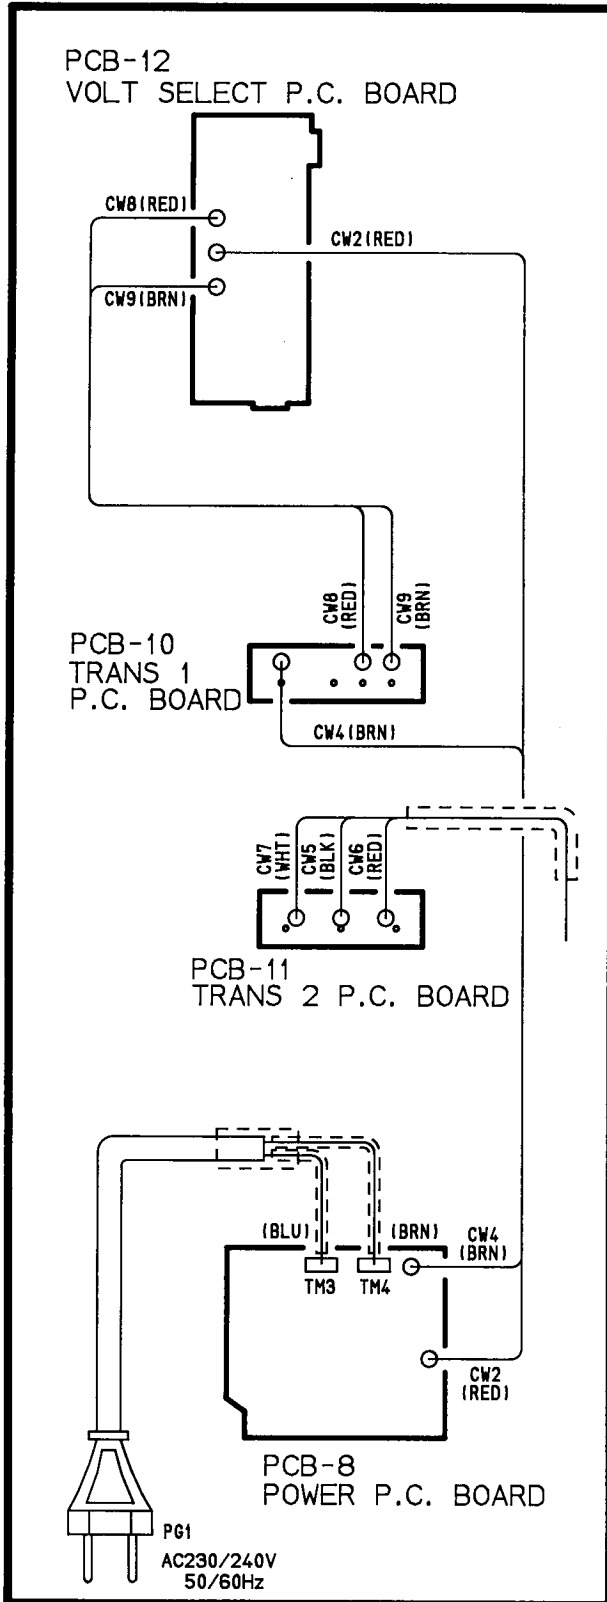 PCB-12
VOLT SELECT P.C. BOARD
CW8(RED)
CW2(RED)
CW9(BRN)
CW8
(RED)
CW9
(BRN)
PCB-10
TRANS 1
P.C. BOARD
CW4(BRN)
CW7
(WHT)
CW5
(BLK)
CW6
(RED)
PCB-11
TRANS 2 P.C. BOARD
(BLU)
(BRN)
CW4
(BRN)
TM3
TM4
CW2
(RED)
PCB-8
POWER P.C. BOARD
PG1
AC230/240V
50/60Hz